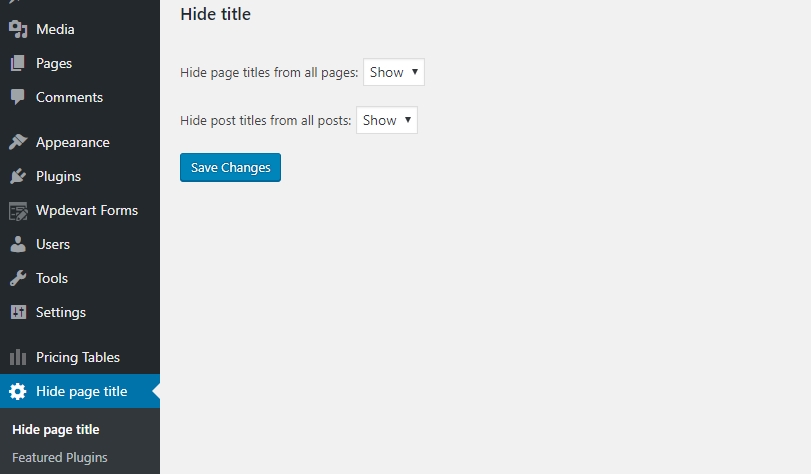 Media
Pages
Comments
Appearance
Plugins
Wpdevart Forms
Users
Tools
Settings
Pricing Tables
Hide page title
Hide page title
Featured Plugins
Hide title
Hide page titles from all pages: Show
Hide post titles from all posts: Show
Save Changes